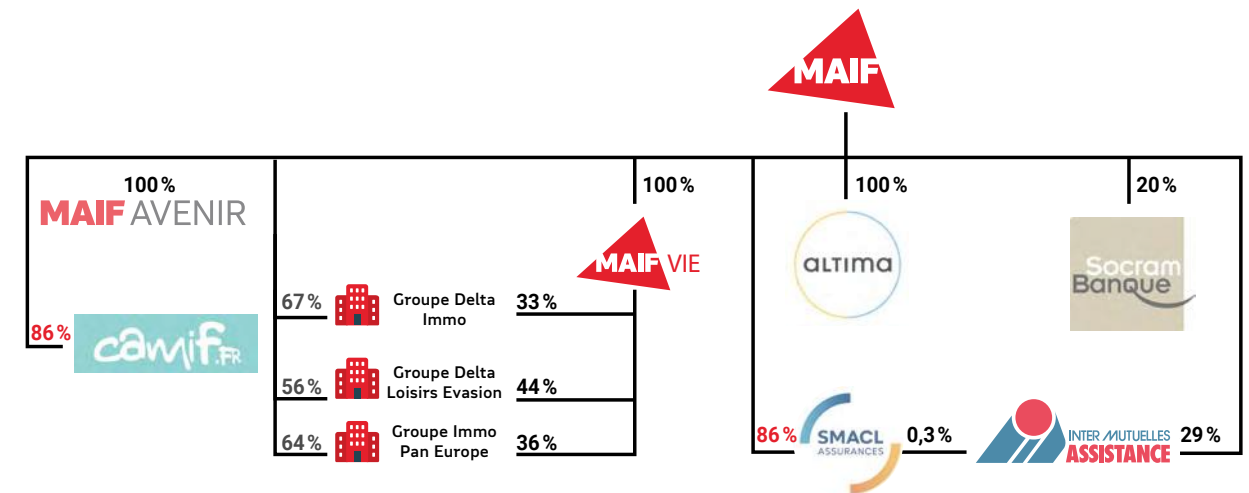 MAIF
100 %
MAIF AVENIR
86 %
camif.FR
67 %
Groupe Delta
Immo
33 %
56 %
Groupe Delta
Loisirs Evasion
44 %
64 %
Groupe Immo
Pan Europe
36 %
100 %
MAIF VIE
100 %
aLTIMa
20 %
Socram
Banque
86 %
SMACL
ASSURANCES
0,3 %
INTER MUTUELLES
ASSISTANCE
29 %